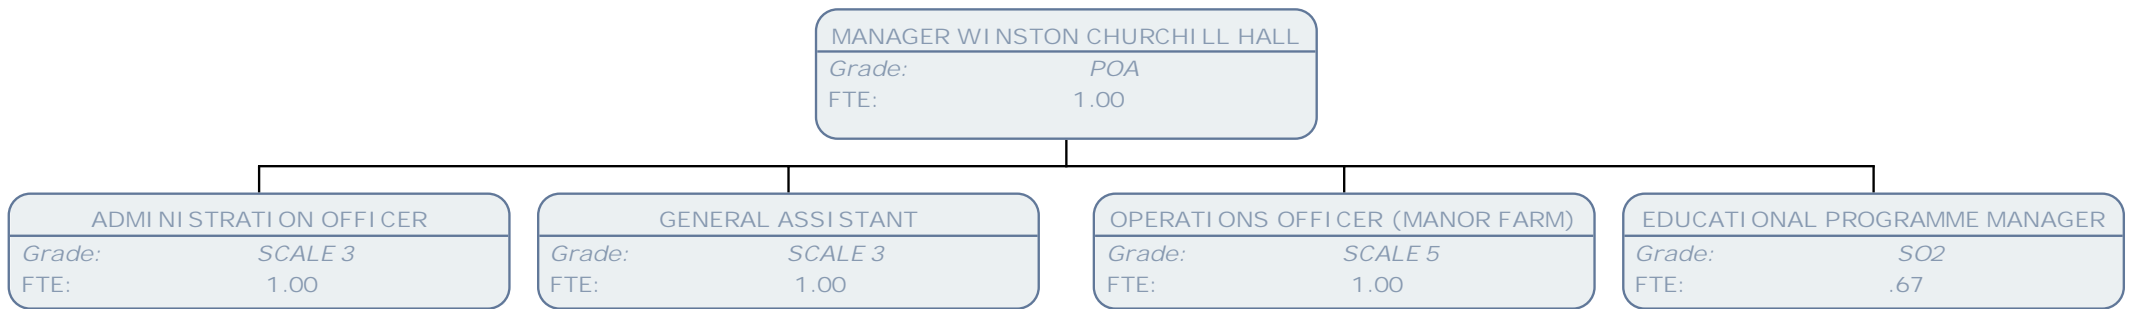 MANAGER WINSTON CHURCHILL HALL
Grade: POA
FTE: 1.00
ADMINISTRATION OFFICER
Grade: SCALE 3
FTE: 1.00
GENERAL ASSISTANT
Grade: SCALE 3
FTE: 1.00
OPERATIONS OFFICER (MANOR FARM)
Grade: SCALE 5
FTE: 1.00
EDUCATIONAL PROGRAMME MANAGER
Grade: SO2
FTE: .67